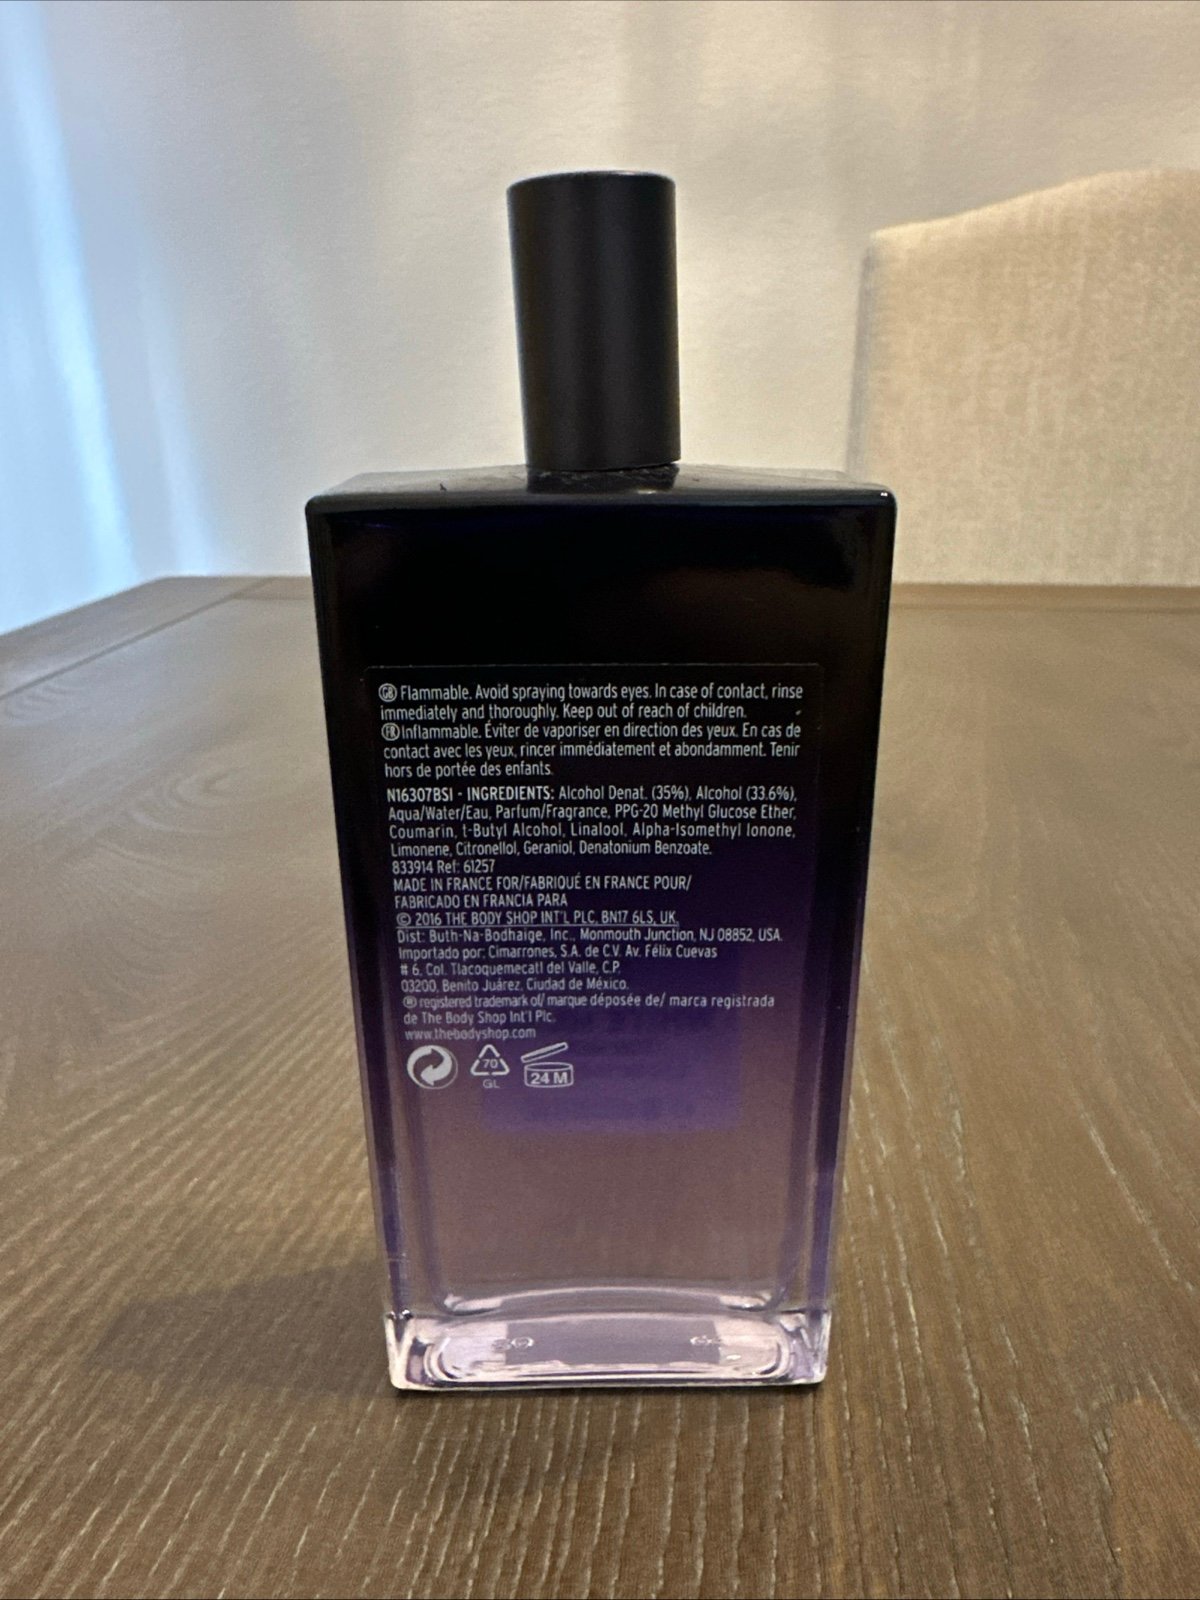 GB Flammable. Avoid spraying towards eyes. In case of contact, rinse
immediately and thoroughly. Keep out of reach of children.
FR Inflammable. Éviter de vaporiser en direction des yeux. En cas de
contact avec les yeux, rincer immédiatement et abondamment. Tenir
hors de portée des enfants.
N16307BSI - INGREDIENTS: Alcohol Denat. (35%), Alcohol (33.6%),
Aqua/Water/Eau, Parfum/Fragrance, PPG-20 Methyl Glucose Ether,
Coumarin, t-Butyl Alcohol, Linalool, Alpha-Isomethyl Ionone,
Limonene, Citronellol, Geraniol, Denatonium Benzoate.
833914 Ref: 61257
MADE IN FRANCE FOR/FABRIQUÉ EN FRANCE POUR/
FABRICADO EN FRANCIA PARA
© 2016 THE BODY SHOP INT'L PLC, BN17 6LS, UK.
Dist: Buth-Na-Bodhaige, Inc., Monmouth Junction, NJ 08852, USA.
Importado por: Cimarrones, S.A. de C.V. Av. Félix Cuevas
# 6, Col. Tlacoquemecatl del Valle, C.P.
03200, Benito Juárez, Ciudad de México.
® registered trademark of/ marque déposée de/ marca registrada
de The Body Shop Int'l Plc.
www.thebodyshop.com
70
GL
24 M